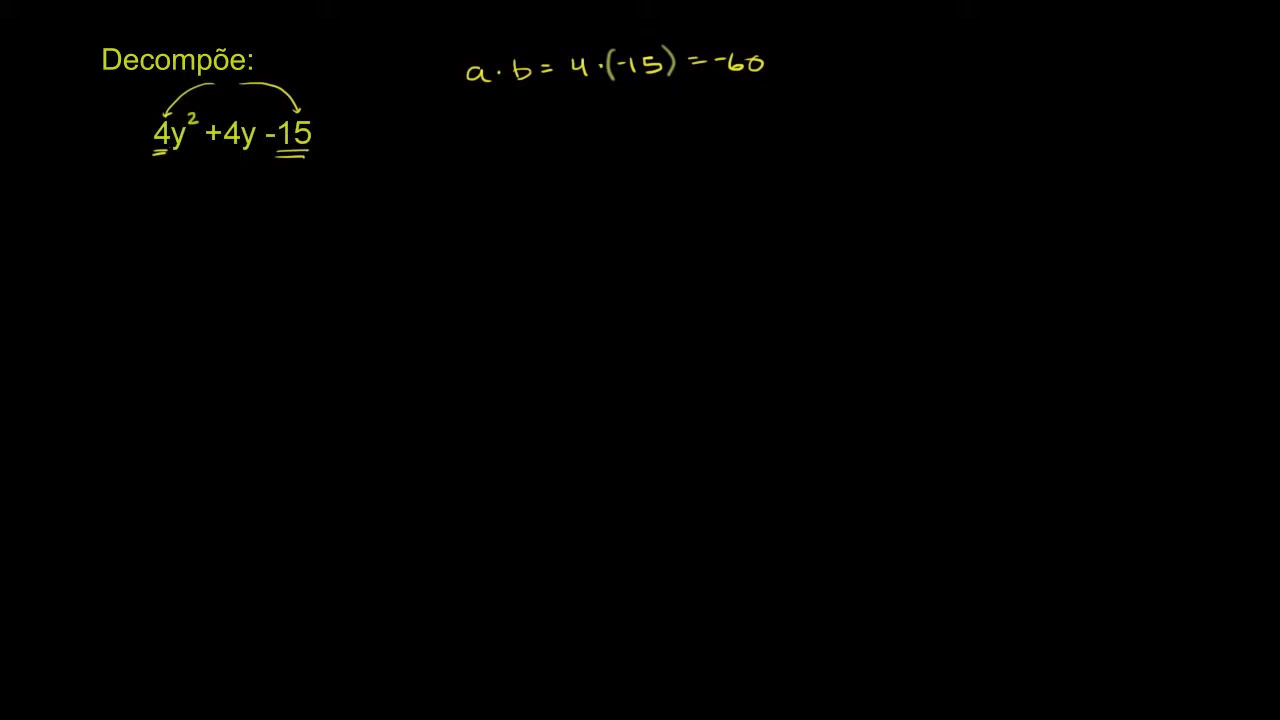 Decompõe:
a · b = 4 · (-15) = -60
4y² +4y -15